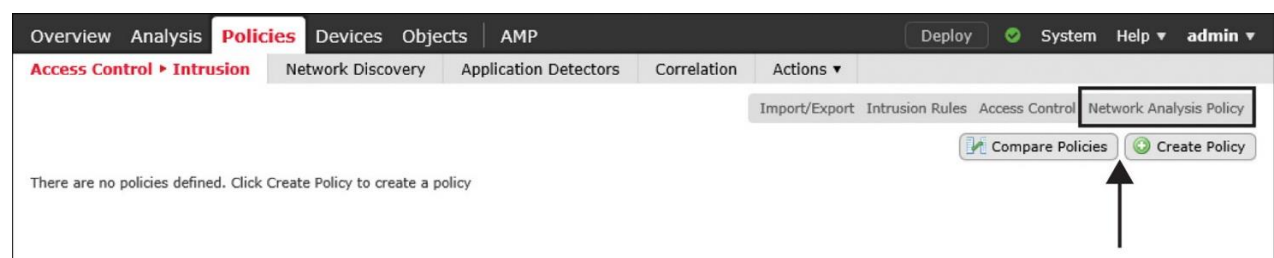 Overview Analysis Policies Devices Objects AMP Deploy System Help ▾ admin ▾
Access Control ▸ Intrusion Network Discovery Application Detectors Correlation Actions ▾
Import/Export Intrusion Rules Access Control Network Analysis Policy
Compare Policies Create Policy
There are no policies defined. Click Create Policy to create a policy